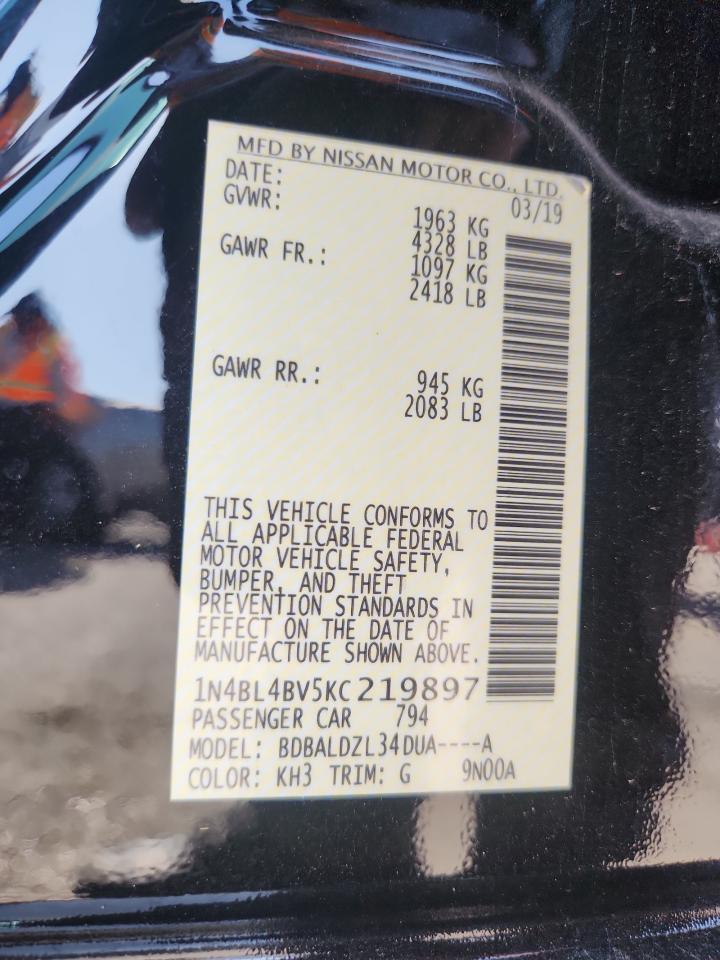 MFD BY NISSAN MOTOR CO., LTD.
DATE: 03/19
GVWR: 1963 KG
4328 LB
GAWR FR.: 1097 KG
2418 LB
GAWR RR.: 945 KG
2083 LB
THIS VEHICLE CONFORMS TO
ALL APPLICABLE FEDERAL
MOTOR VEHICLE SAFETY,
BUMPER, AND THEFT
PREVENTION STANDARDS IN
EFFECT ON THE DATE OF
MANUFACTURE SHOWN ABOVE.
1N4BL4BV5KC219897
PASSENGER CAR 794
MODEL: BDBALDZL34DUA----A
COLOR: KH3 TRIM: G 9N00A